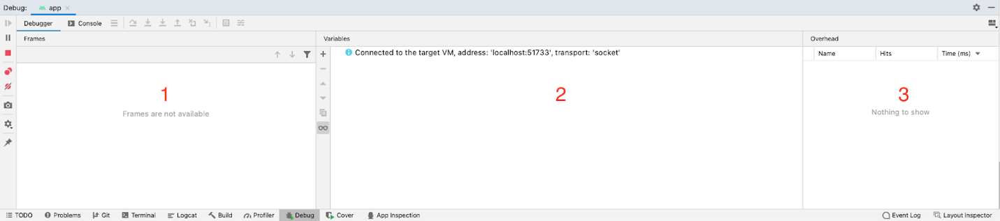 Debug: app
Debugger Console
Frames Variables Overhead
Connected to the target VM, address: 'localhost:51733', transport: 'socket'
Name Hits Time (ms)
1 2 3
Frames are not available Nothing to show
TODO Problems Git Terminal Logcat Build Profiler Debug Cover App Inspection Event Log Layout Inspector